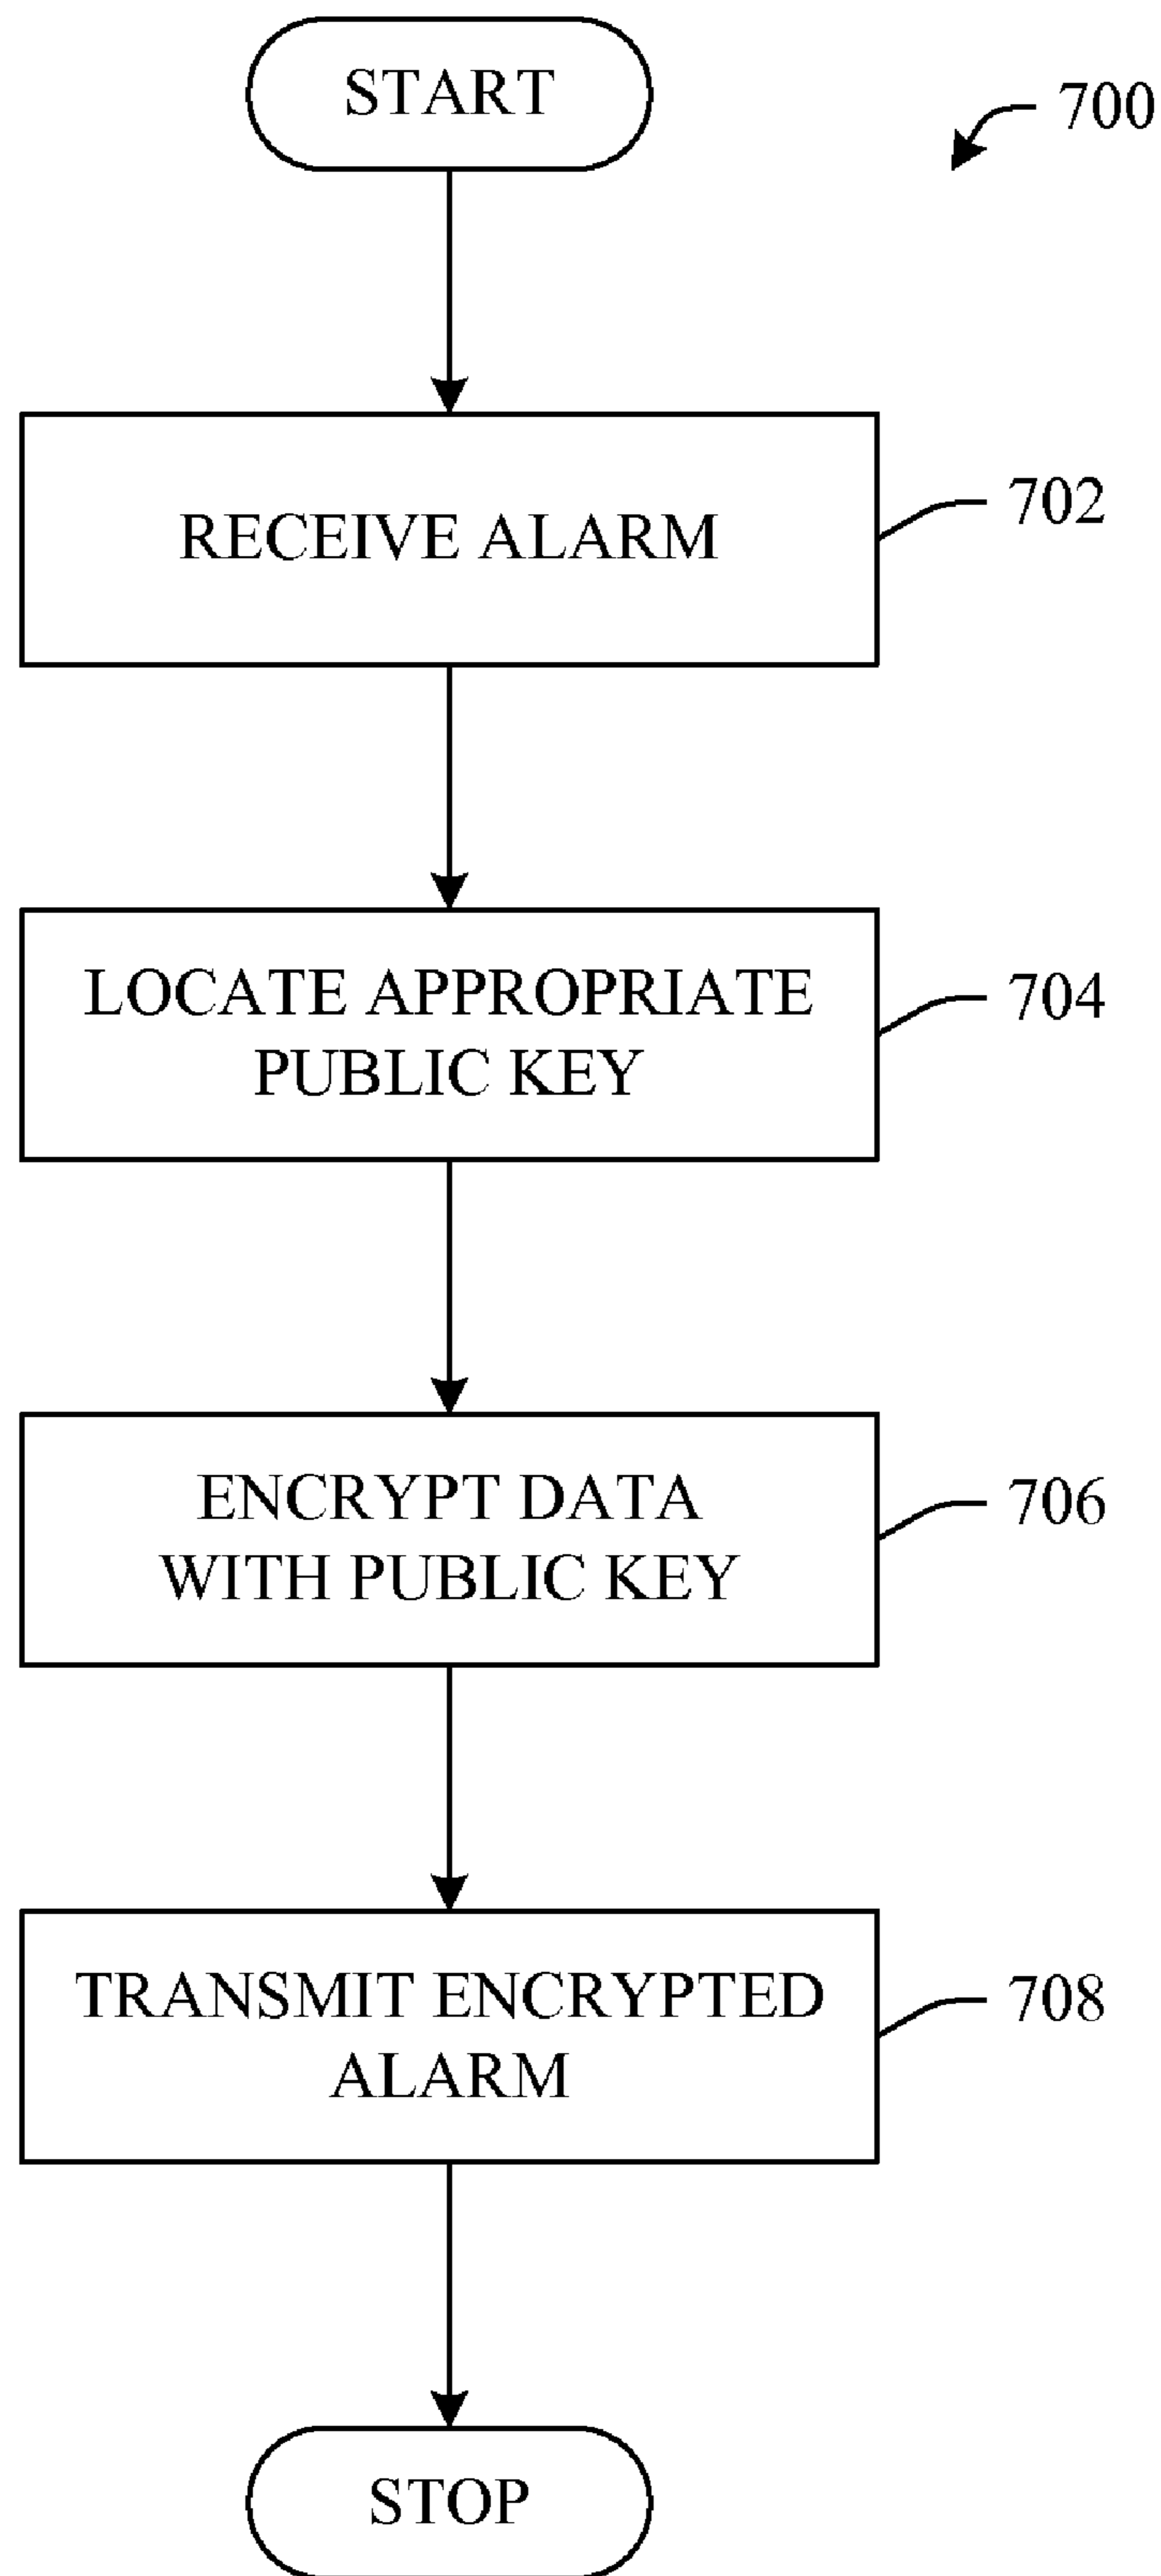 START
700
RECEIVE ALARM
702
LOCATE APPROPRIATE
PUBLIC KEY
704
ENCRYPT DATA
WITH PUBLIC KEY
706
TRANSMIT ENCRYPTED
ALARM
708
STOP